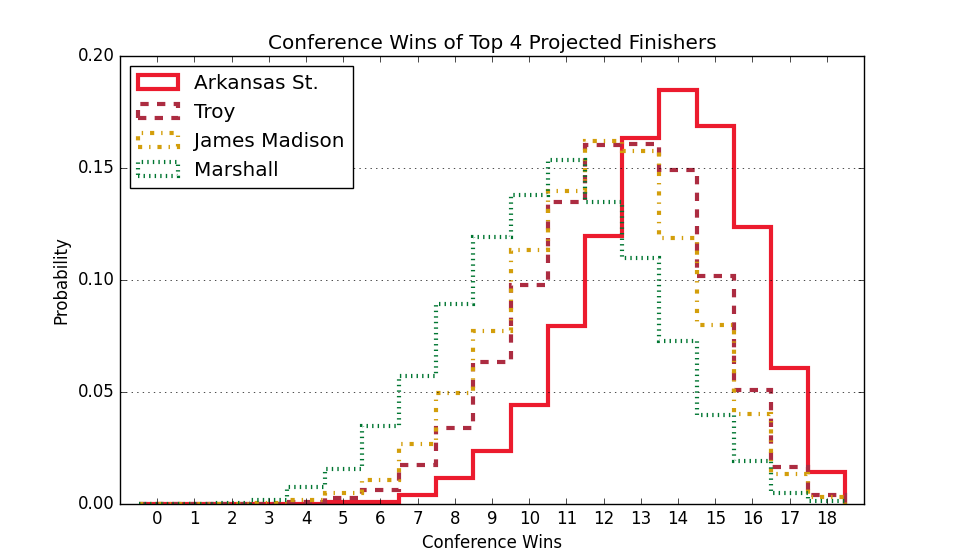 Conference Wins of Top 4 Projected Finishers
0.20
Arkansas St.
Troy
James Madison
Marshall
0.15
0.10
0.05
0.00
Probability
0 1 2 3 4 5 6 7 8 9 10 11 12 13 14 15 16 17 18
Conference Wins